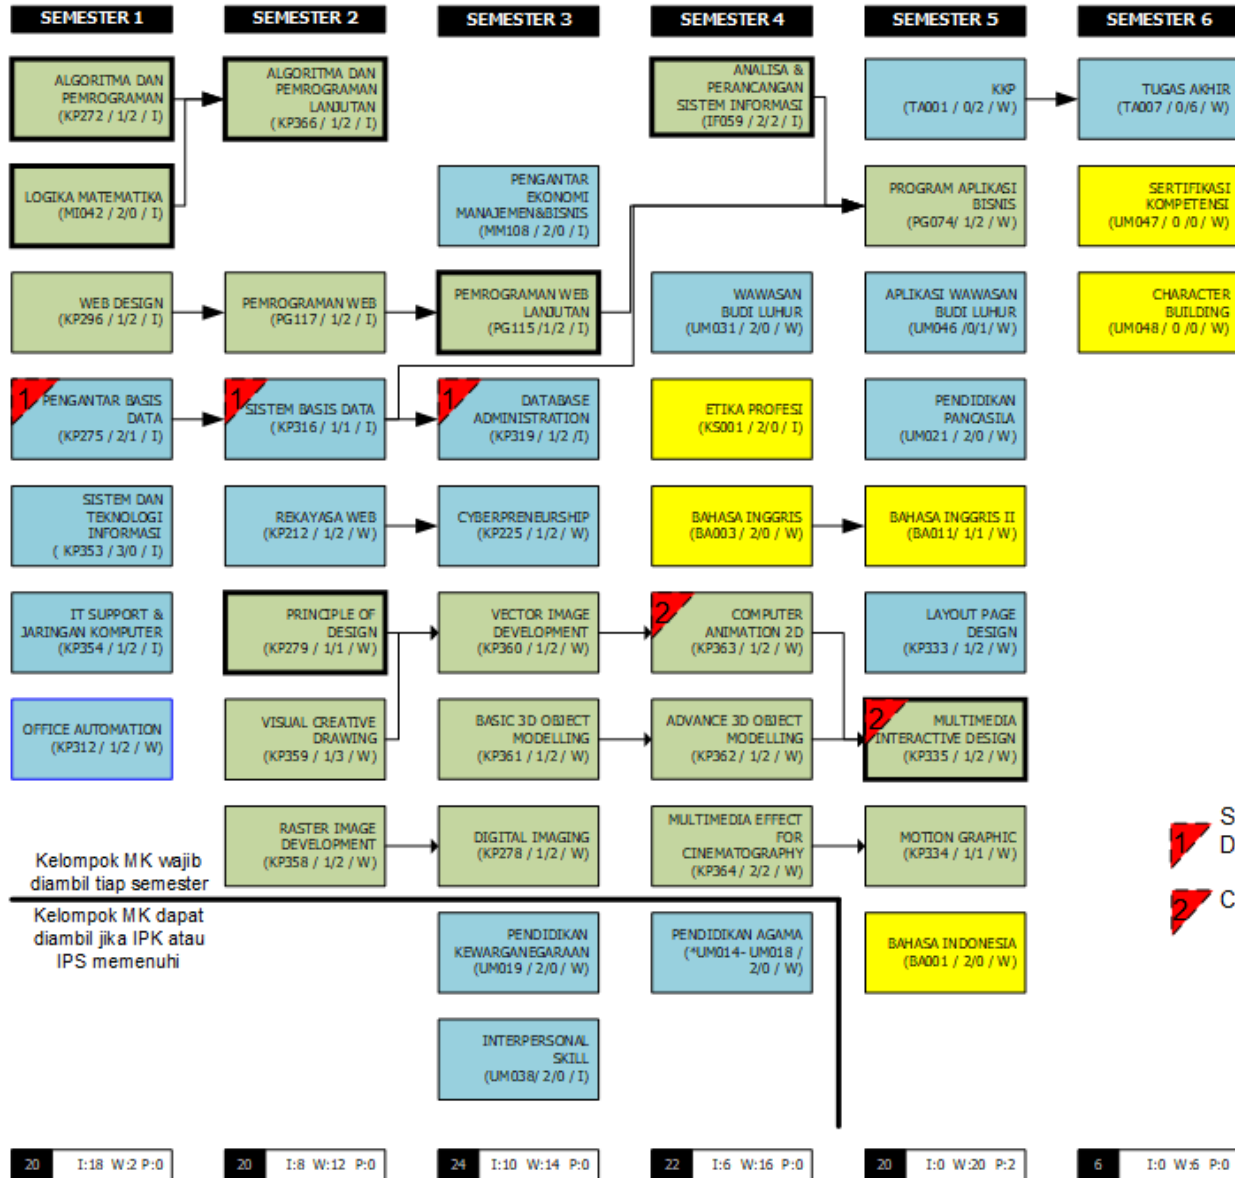 SEMESTER 1
SEMESTER 2
SEMESTER 3
SEMESTER 4
SEMESTER 5
SEMESTER 6
ALGORITMA DAN
PEMROGRAMAN
(KP272 / 1/2 / I)
ALGORITMA DAN
PEMROGRAMAN
LANJUTAN
(KP366 / 1/2 / I)
ANALISA &
PERANCANGAN
SISTEM INFORMASI
(IF059 / 2/2 / I)
KKP
(TA001 / 0/2 / W)
TUGAS AKHIR
(TA007 / 0/6 / W)
LOGIKA MATEMATIKA
(MI042 / 2/0 / I)
PENGANTAR
EKONOMI
MANAJEMEN&BISNIS
(MM108 / 2/0 / I)
PROGRAM APLIKASI
BISNIS
(PG074/ 1/2 / W)
SERTIFIKASI
KOMPETENSI
(UM047/ 0 /0/ W)
WEB DESIGN
(KP296 / 1/2 / I)
PEMROGRAMAN WEB
(PG117 / 1/2 / I)
PEMROGRAMAN WEB
LANJUTAN
(PG115 /1/2 / I)
WAWASAN
BUDI LUHUR
(UM031 / 2/0 / W)
APLIKASI WAWASAN
BUDI LUHUR
(UM046 /0/1/ W)
CHARACTER
BUILDING
(UM048/ 0 /0/ W)
1
PENGANTAR BASIS
DATA
(KP275 / 2/1 / I)
1
SISTEM BASIS DATA
(KP316 / 1/1 / I)
1
DATABASE
ADMINISTRATION
(KP319 / 1/2 /I)
ETIKA PROFESI
(KS001 / 2/0 / I)
PENDIDIKAN
PANCASILA
(UM021 / 2/0 / W)
SISTEM DAN
TEKNOLOGI
INFORMASI
( KP353 / 3/0 / I)
REKAYASA WEB
(KP212 / 1/2 / W)
CYBERPRENEURSHIP
(KP225 / 1/2 / W)
BAHASA INGGRIS
(BA003 / 2/0 / W)
BAHASA INGGRIS II
(BA011/ 1/1 / W)
IT SUPPORT &
JARINGAN KOMPUTER
(KP354 / 1/2 / I)
PRINCIPLE OF
DESIGN
(KP279 / 1/1 / W)
VECTOR IMAGE
DEVELOPMENT
(KP360 / 1/2 / W)
2
COMPUTER
ANIMATION 2D
(KP363 / 1/2 / W)
LAYOUT PAGE
DESIGN
(KP333 / 1/2 / W)
OFFICE AUTOMATION
(KP312 / 1/2 / W)
VISUAL CREATIVE
DRAWING
(KP359 / 1/3 / W)
BASIC 3D OBJECT
MODELLING
(KP361 / 1/2 / W)
ADVANCE 3D OBJECT
MODELLING
(KP362 / 1/2 / W)
2
MULTIMEDIA
INTERACTIVE DESIGN
(KP335 / 1/2 / W)
RASTER IMAGE
DEVELOPMENT
(KP358 / 1/2 / W)
DIGITAL IMAGING
(KP278 / 1/2 / W)
MULTIMEDIA EFFECT
FOR
CINEMATOGRAPHY
(KP364 / 2/2 / W)
MOTION GRAPHIC
(KP334 / 1/1 / W)
1
S
D
2
C
Kelompok MK wajib
diambil tiap semester
Kelompok MK dapat
diambil jika IPK atau
IPS memenuhi
PENDIDIKAN
KEWARGANEGARAAN
(UM019 / 2/0 / W)
PENDIDIKAN AGAMA
(*UM014- UM018 /
2/0 / W)
BAHASA INDONESIA
(BA001 / 2/0 / W)
INTERPERSONAL
SKILL
(UM038/ 2/0 / I)
20 I:18 W:2 P:0
20 I:8 W:12 P:0
24 I:10 W:14 P:0
22 I:6 W:16 P:0
20 I:0 W:20 P:2
6 I:0 W:6 P:0